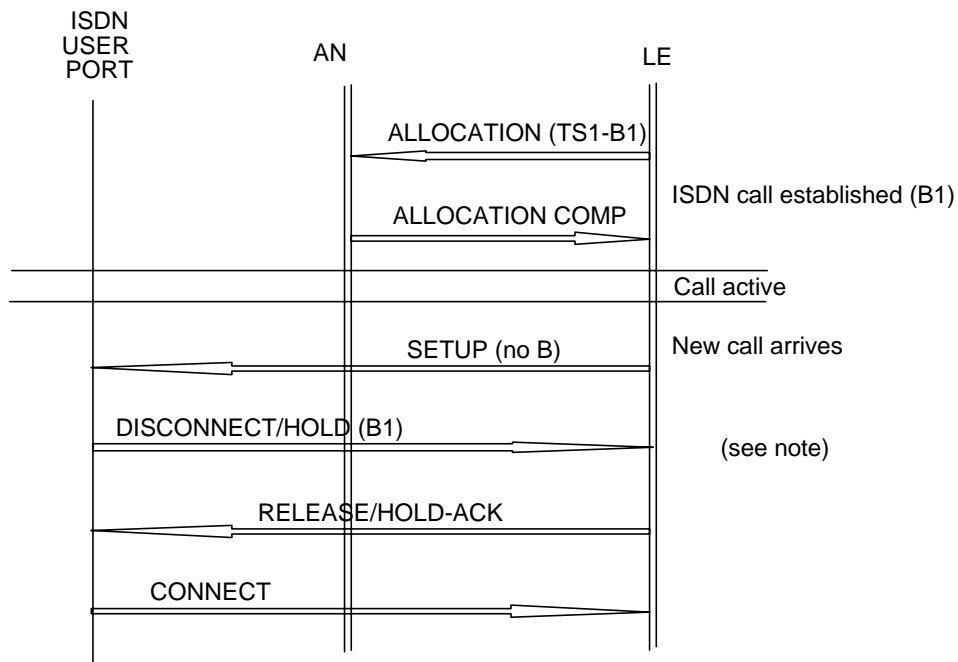 ISDN
USER
PORT
AN
LE
ALLOCATION (TS1-B1)
ISDN call established (B1)
ALLOCATION COMP
Call active
SETUP (no B)
New call arrives
DISCONNECT/HOLD (B1)
(see note)
RELEASE/HOLD-ACK
CONNECT